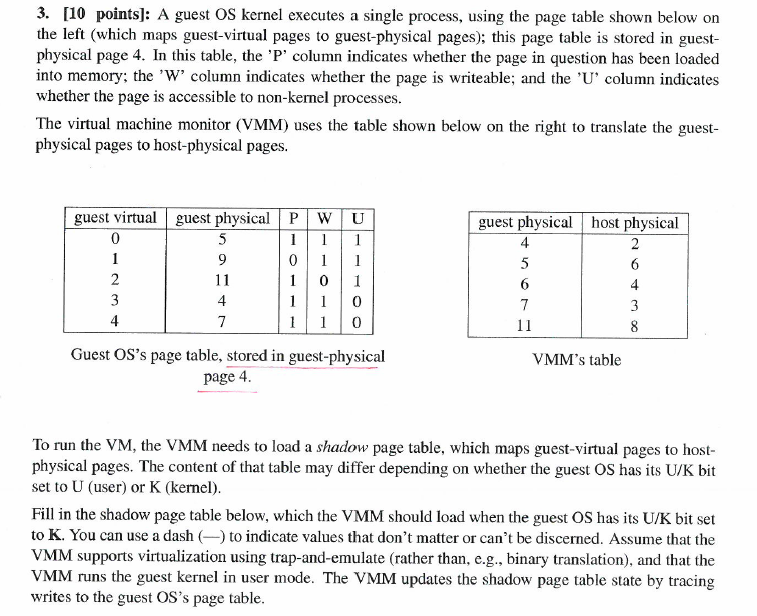 3. [10 points]: A guest OS kernel executes a single process, using the page table shown below on
the left (which maps guest-virtual pages to guest-physical pages); this page table is stored in guest-
physical page 4. In this table, the 'P' column indicates whether the page in question has been loaded
into memory; the 'W' column indicates whether the page is writeable; and the 'U' column indicates
whether the page is accessible to non-kernel processes.
The virtual machine monitor (VMM) uses the table shown below on the right to translate the guest-
physical pages to host-physical pages.
guest virtual guest physical P W U
0 5 1 1 1
1 9 0 1 1
2 11 1 0 1
3 4 1 1 0
4 7 1 1 0
Guest OS's page table, stored in guest-physical
page 4.
guest physical host physical
4 2
5 6
6 4
7 3
11 8
VMM's table
To run the VM, the VMM needs to load a shadow page table, which maps guest-virtual pages to host-
physical pages. The content of that table may differ depending on whether the guest OS has its U/K bit
set to U (user) or K (kernel).
Fill in the shadow page table below, which the VMM should load when the guest OS has its U/K bit set
to K. You can use a dash (—) to indicate values that don't matter or can't be discerned. Assume that the
VMM supports virtualization using trap-and-emulate (rather than, e.g., binary translation), and that the
VMM runs the guest kernel in user mode. The VMM updates the shadow page table state by tracing
writes to the guest OS's page table.